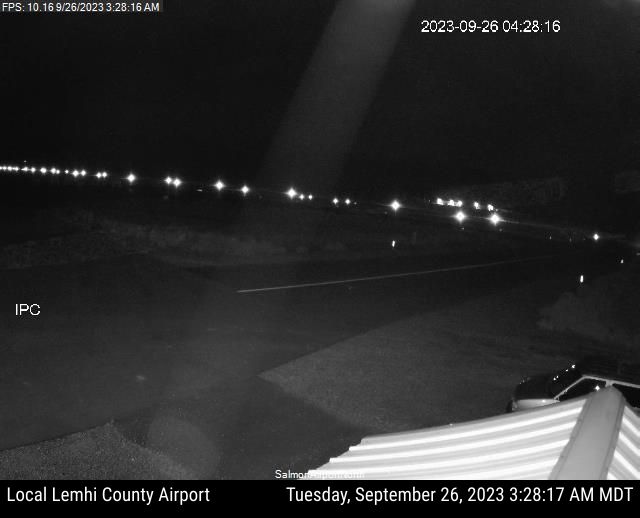 FPS: 10.16 9/26/2023 3:28:16 AM
2023-09-26 04:28:16
IPC
Local Lemhi County Airport
Tuesday, September 26, 2023 3:28:17 AM MDT